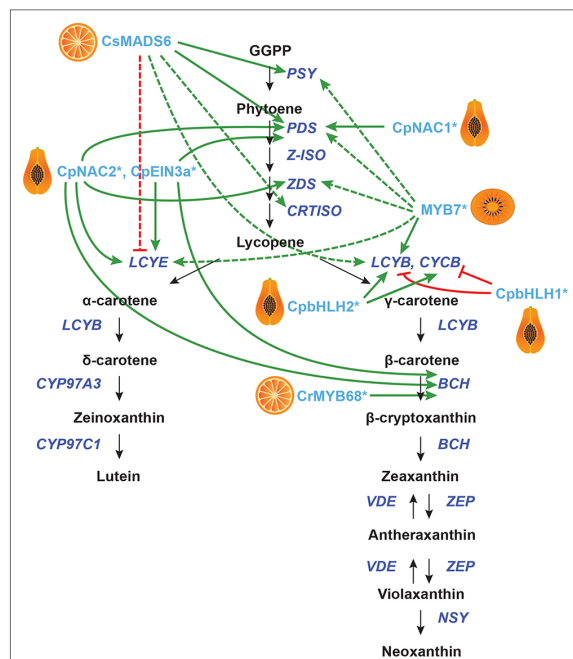 CsMADS6
GGPP
PSY
Phytoene
PDS
CpNAC1*
Z-ISO
CpNAC2*, CpEIN3a*
ZDS
MYB7*
CRTISO
Lycopene
LCYE
LCYB, CYCB
α-carotene
CpbHLH2*
γ-carotene
CpbHLH1*
LCYB
LCYB
δ-carotene
β-carotene
CYP97A3
BCH
CrMYB68*
Zeinoxanthin
β-cryptoxanthin
CYP97C1
BCH
Lutein
Zeaxanthin
VDE
ZEP
Antheraxanthin
VDE
ZEP
Violaxanthin
NSY
Neoxanthin